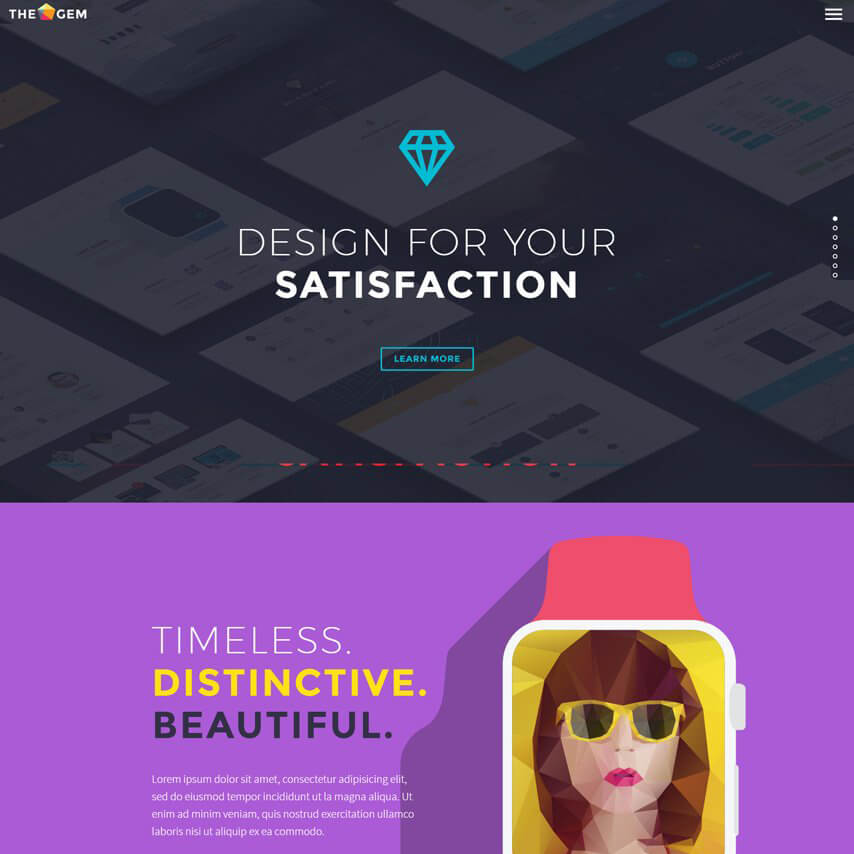 THE GEM
DESIGN FOR YOUR
SATISFACTION
LEARN MORE
TIMELESS.
DISTINCTIVE.
BEAUTIFUL.
Lorem ipsum dolor sit amet, consectetur adipisicing elit,
sed do eiusmod tempor incididunt ut la magna aliqua. Ut
enim ad minim veniam, quis nostrud exercitation ullamco
laboris nisi ut aliquip ex ea commodo.